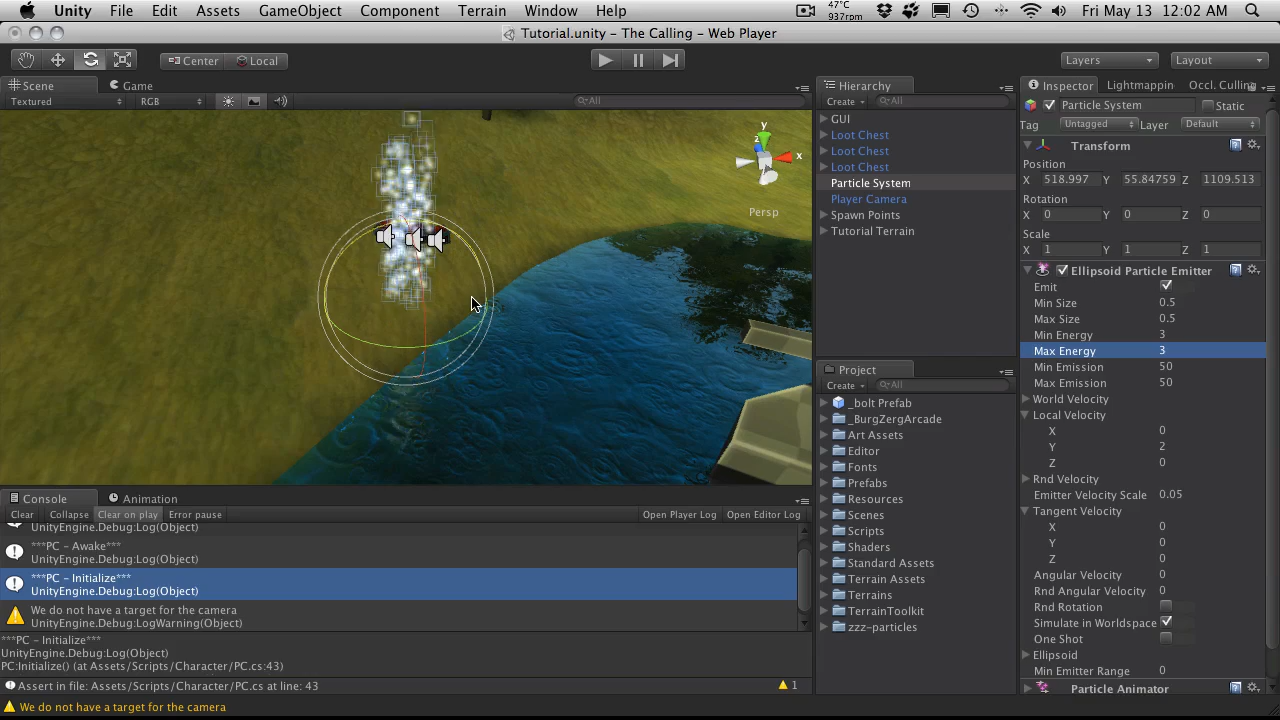 Unity File Edit Assets GameObject Component Terrain Window Help 47°C 937rpm Fri May 13 12:02 AM
Tutorial.unity – The Calling – Web Player
Center Local Layers Layout
Scene Game
Textured RGB All
y
z
x
Persp
Hierarchy
Create All
GUI
Loot Chest
Loot Chest
Loot Chest
Particle System
Player Camera
Spawn Points
Tutorial Terrain
Project
Create All
_bolt Prefab
_BurgZergArcade
Art Assets
Editor
Fonts
Prefabs
Resources
Scenes
Scripts
Shaders
Standard Assets
Terrain Assets
Terrains
TerrainToolkit
zzz-particles
Inspector Lightmappin Occl. Culling
Particle System Static
Tag Untagged Layer Default
Transform
Position
X 518.997 Y 55.84759 Z 1109.513
Rotation
X 0 Y 0 Z 0
Scale
X 1 Y 1 Z 1
Ellipsoid Particle Emitter
Emit
Min Size 0.5
Max Size 0.5
Min Energy 3
Max Energy 3
Min Emission 50
Max Emission 50
World Velocity
Local Velocity
X 0
Y 2
Z 0
Rnd Velocity
Emitter Velocity Scale 0.05
Tangent Velocity
X 0
Y 0
Z 0
Angular Velocity 0
Rnd Angular Velocity 0
Rnd Rotation
Simulate in Worldspace
One Shot
Ellipsoid
Min Emitter Range 0
Particle Animator
Console Animation
Clear Collapse Clear on play Error pause Open Player Log Open Editor Log
UnityEngine.Debug:Log(Object)
***PC – Awake***
UnityEngine.Debug:Log(Object)
***PC – Initialize***
UnityEngine.Debug:Log(Object)
We do not have a target for the camera
UnityEngine.Debug:LogWarning(Object)
***PC – Initialize***
UnityEngine.Debug:Log(Object)
PC:Initialize() (at Assets/Scripts/Character/PC.cs:43)
Assert in file: Assets/Scripts/Character/PC.cs at line: 43 1
We do not have a target for the camera